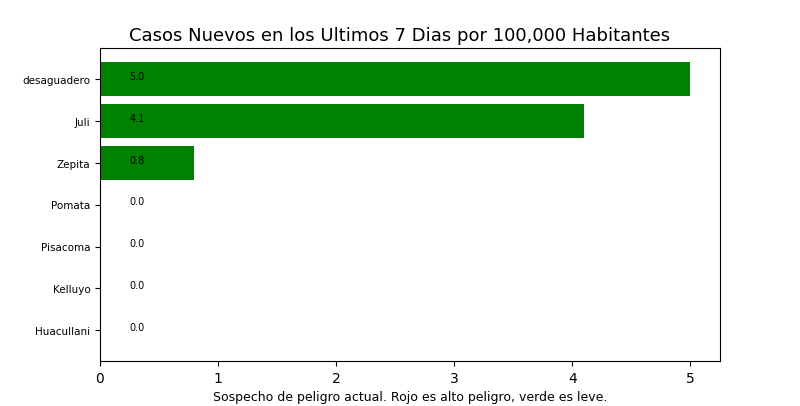 Casos Nuevos en los Ultimos 7 Dias por 100,000 Habitantes
desaguadero 5.0
Juli 4.1
Zepita 0.8
Pomata 0.0
Pisacoma 0.0
Kelluyo 0.0
Huacullani 0.0
0 1 2 3 4 5
Sospecho de peligro actual. Rojo es alto peligro, verde es leve.